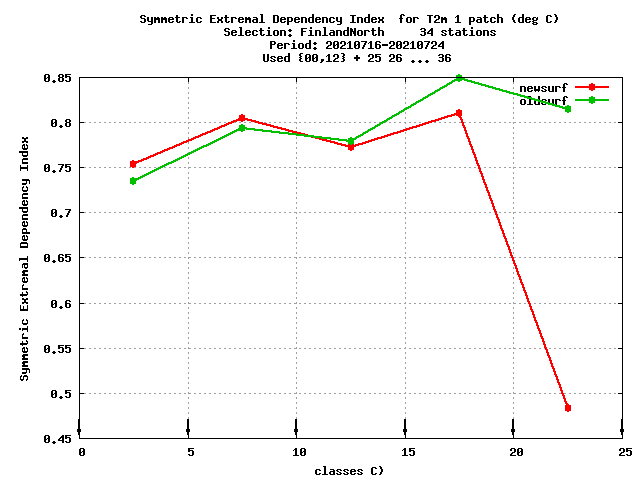 Symmetric Extremal Dependency Index  for T2m 1 patch (deg C)
Selection: FinlandNorth     34 stations
Period: 20210716-20210724
Used {00,12} + 25 26 ... 36
newsurf
oldsurf
0.85
0.8
0.75
0.7
0.65
0.6
0.55
0.5
0.45
Symmetric Extremal Dependency Index
0 5 10 15 20 25
classes C)